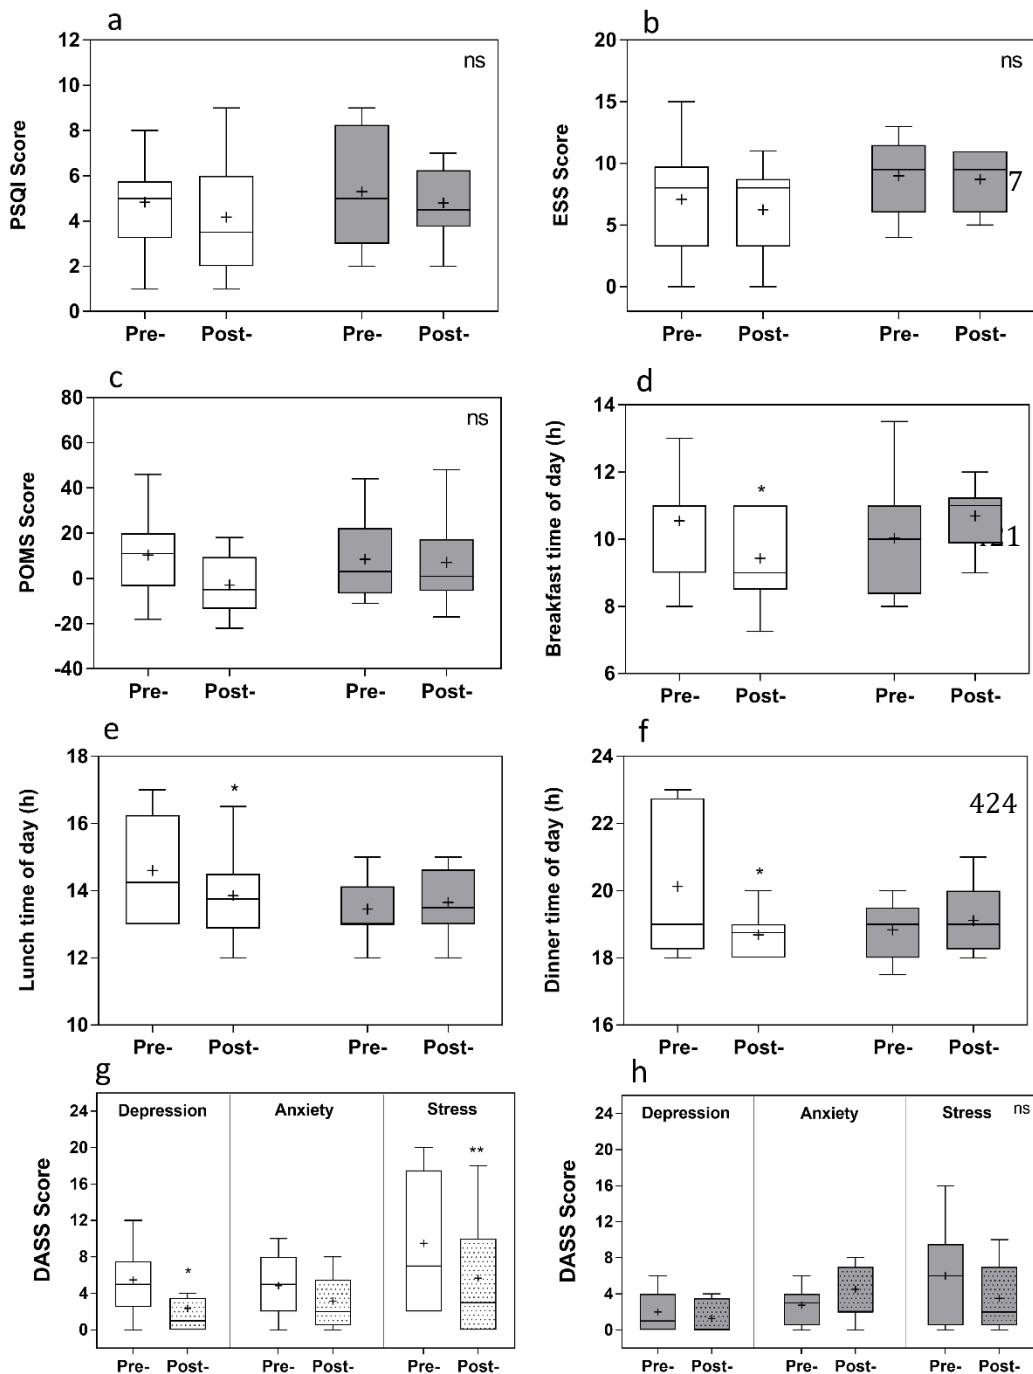 a
12
10
8
6
4
2
0
PSQI Score
ns
Pre-
Post-
Pre-
Post-
b
20
15
10
5
0
ESS Score
ns
7
Pre-
Post-
Pre-
Post-
c
80
60
40
20
0
-20
-40
POMS Score
ns
Pre-
Post-
Pre-
Post-
d
14
12
10
8
6
Breakfast time of day (h)
*
421
Pre-
Post-
Pre-
Post-
e
18
16
14
12
10
Lunch time of day (h)
*
Pre-
Post-
Pre-
Post-
f
24
22
20
18
16
Dinner time of day (h)
424
*
Pre-
Post-
Pre-
Post-
g
24
20
16
12
8
4
0
DASS Score
Depression
Anxiety
Stress
*
**
Pre-
Post-
Pre-
Post-
Pre-
Post-
h
24
20
16
12
8
4
0
DASS Score
Depression
Anxiety
Stress
ns
Pre-
Post-
Pre-
Post-
Pre-
Post-